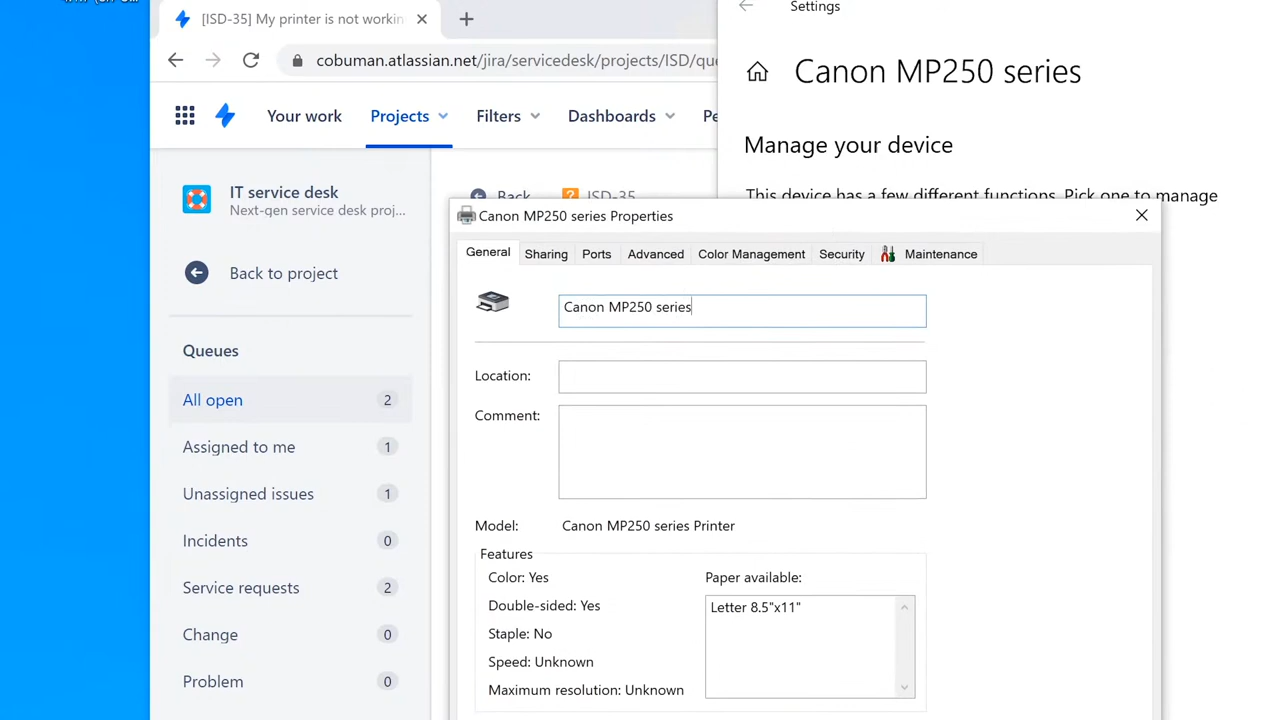 [ISD-35] My printer is not workin
Settings
cobuman.atlassian.net/jira/servicedesk/projects/ISD/qu
Canon MP250 series
Your work
Projects
Filters
Dashboards
Pe
Manage your device
This device has a few different functions. Pick one to manage
IT service desk
Next-gen service desk proj...
Back
ISD-35
Canon MP250 series Properties
General
Sharing
Ports
Advanced
Color Management
Security
Maintenance
Back to project
Canon MP250 series
Queues
Location:
All open 2
Comment:
Assigned to me 1
Unassigned issues 1
Incidents 0
Service requests 2
Change 0
Problem 0
Model: Canon MP250 series Printer
Features
Color: Yes
Double-sided: Yes
Staple: No
Speed: Unknown
Maximum resolution: Unknown
Paper available:
Letter 8.5"x11"